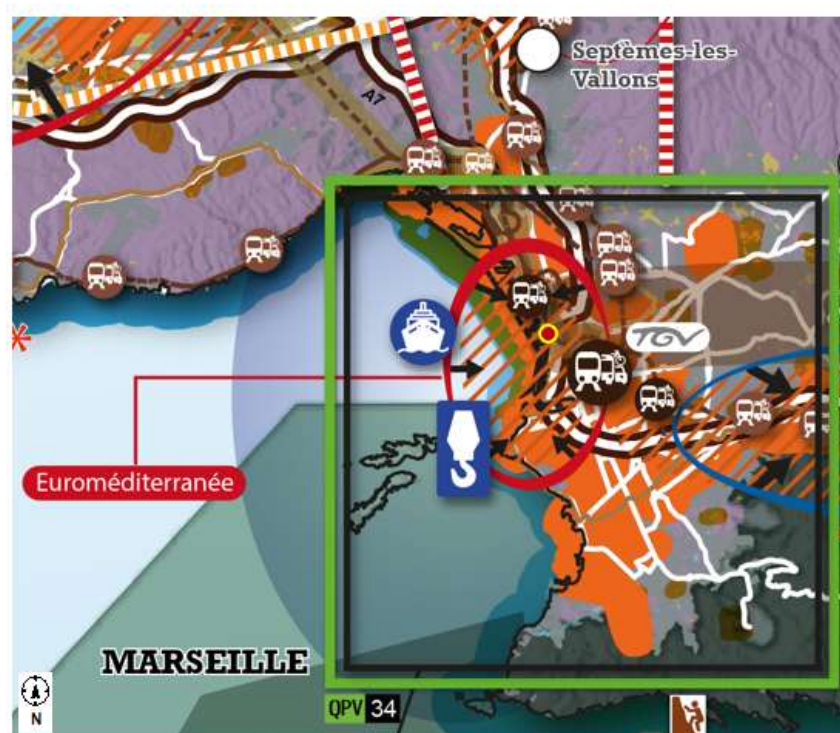 Septèmes-les-
Vallons
A7
TGV
Euroméditerranée
MARSEILLE
N
QPV 34